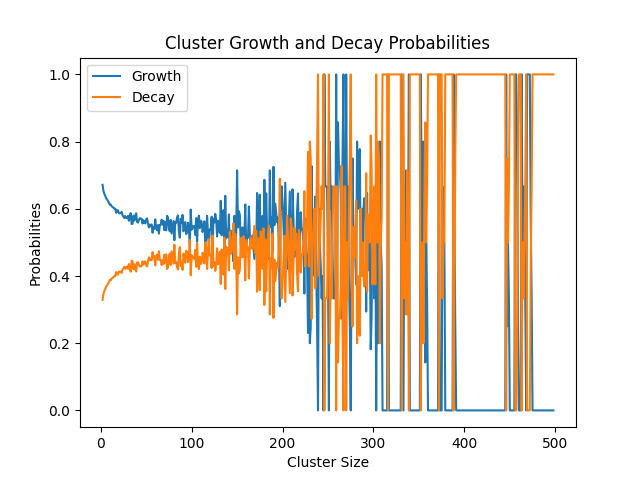 Cluster Growth and Decay Probabilities
Growth
Decay
1.0
0.8
0.6
0.4
0.2
0.0
Probabilities
0
100
200
300
400
500
Cluster Size